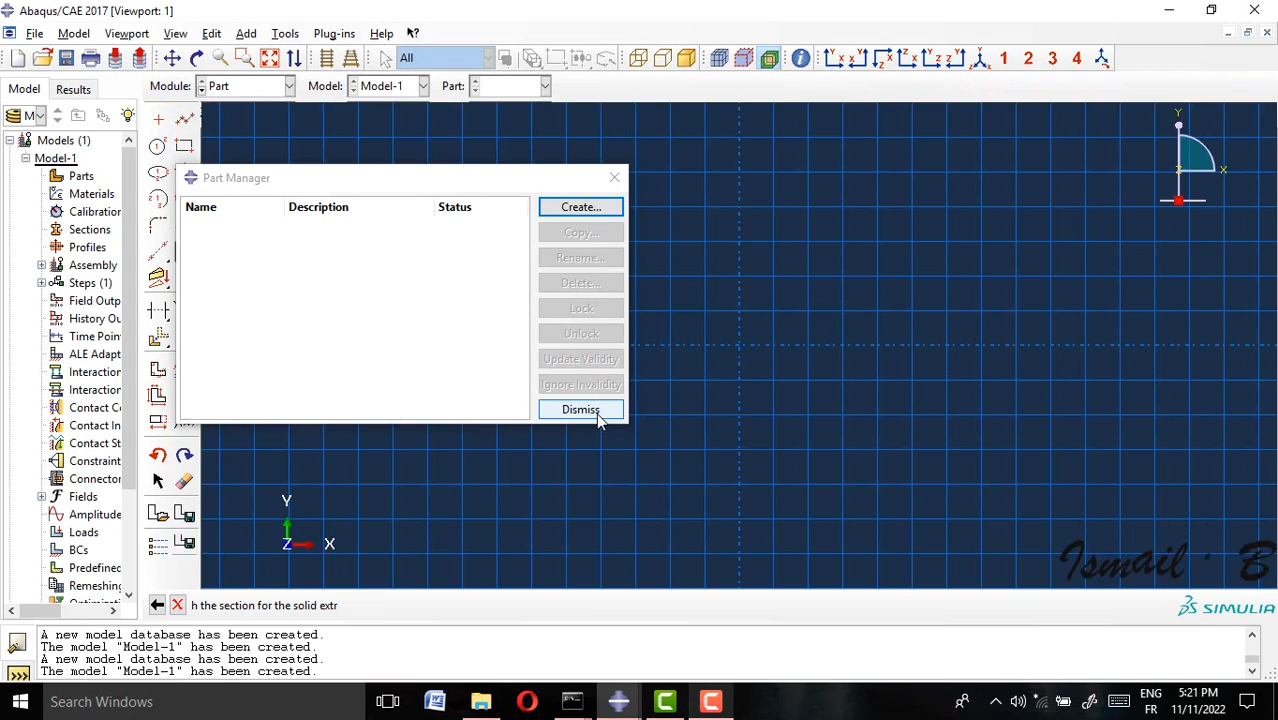 Abaqus/CAE 2017 [Viewport: 1]
File Model Viewport View Edit Add Tools Plug-ins Help
All
1 2 3 4
Model Results
Module: Part Model: Model-1 Part:
M
Models (1)
Model-1
Parts
Materials
Calibration
Sections
Profiles
Assembly
Steps (1)
Field Outp
History Ou
Time Point
ALE Adapt
Interaction
Interaction
Contact Co
Contact In
Contact St
Constraint
Connector
Fields
Amplitude
Loads
BCs
Predefined
Remeshing
Part Manager
Name Description Status
Create...
Copy...
Rename...
Delete...
Lock
Unlock
Update Validity
Ignore Invalidity
Dismiss
Y
Z X
Y
Z X
Ismail · B
SIMULIA
h the section for the solid extr
A new model database has been created.
The model "Model-1" has been created.
A new model database has been created.
The model "Model-1" has been created.
Search Windows
ENG
FR
5:21 PM
11/11/2022